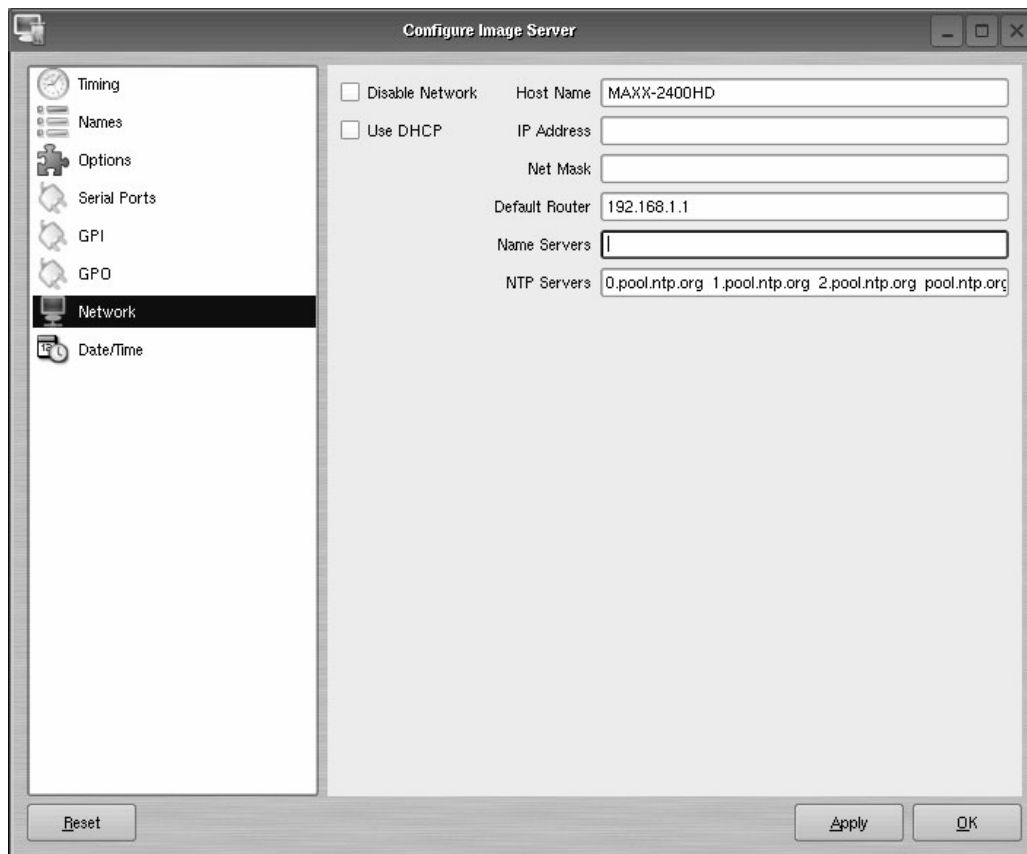 Configure Image Server
Timing
Names
Options
Serial Ports
GPI
GPO
Network
Date/Time
Disable Network
Host Name MAXX-2400HD
Use DHCP
IP Address
Net Mask
Default Router 192.168.1.1
Name Servers
NTP Servers 0.pool.ntp.org 1.pool.ntp.org 2.pool.ntp.org pool.ntp.org
Reset
Apply
OK